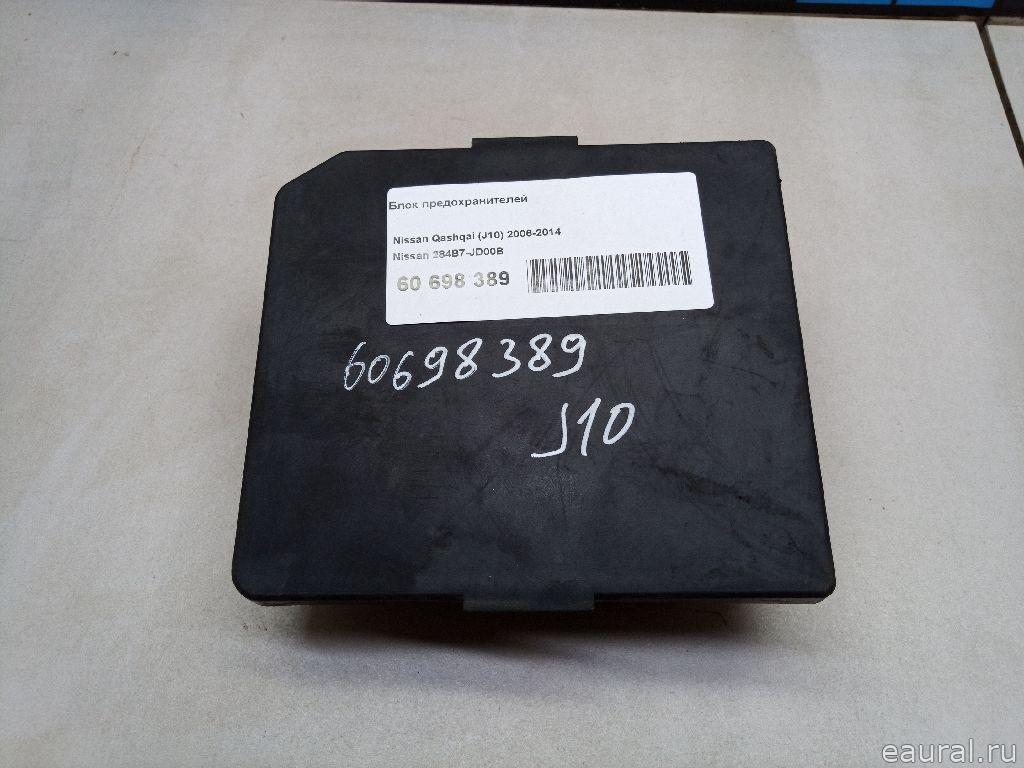 Блок предохранителей
Nissan Qashqai (J10) 2006-2014
Nissan 284B7-JD00B
60 698 389
60698389
J10
eaural.ru